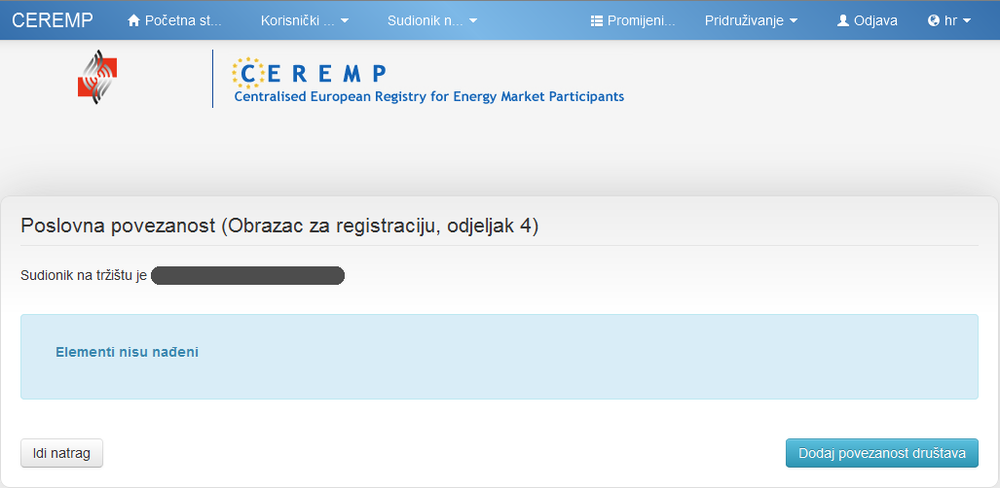 CEREMP Početna st... Korisnički ... Sudionik n... Promijeni... Pridruživanje Odjava hr
CEREMP
Centralised European Registry for Energy Market Participants
Poslovna povezanost (Obrazac za registraciju, odjeljak 4)
Sudionik na tržištu je
Elementi nisu nađeni
Idi natrag Dodaj povezanost društava